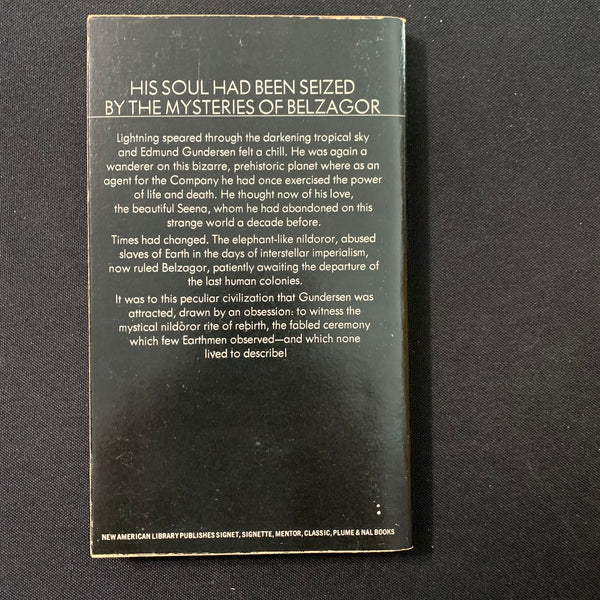 HIS SOUL HAD BEEN SEIZED
BY THE MYSTERIES OF BELZAGOR
Lightning speared through the darkening tropical sky
and Edmund Gundersen felt a chill. He was again a
wanderer on this bizarre, prehistoric planet where as an
agent for the Company he had once exercised the power
of life and death. He thought now of his love,
the beautiful Seena, whom he had abandoned on this
strange world a decade before.
Times had changed. The elephant-like nildoror, abused
slaves of Earth in the days of interstellar imperialism,
now ruled Belzagor, patiently awaiting the departure of
the last human colonies.
It was to this peculiar civilization that Gundersen was
attracted, drawn by an obsession: to witness the
mystical nildoror rite of rebirth, the fabled ceremony
which few Earthmen observed—and which none
lived to describe!
NEW AMERICAN LIBRARY PUBLISHES SIGNET, SIGNETTE, MENTOR, CLASSIC, PLUME & NAL BOOKS